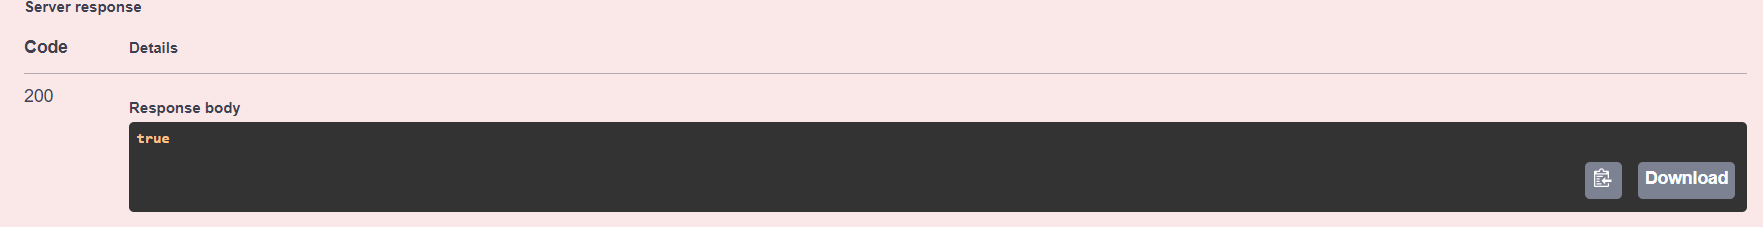 Server response
Code
Details
200
Response body
true
Download